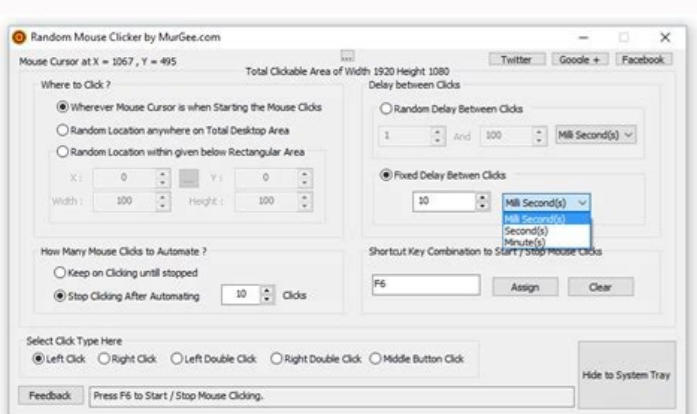 Random Mouse Clicker by MurGee.com
Mouse Cursor at X = 1067 , Y = 495
...
Twitter
Google +
Facebook
Total Clickable Area of Width 1920 Height 1080
Where to Click ?
Wherever Mouse Cursor is when Starting the Mouse Clicks
Random Location anywhere on Total Desktop Area
Random Location within given below Rectangular Area
X : 0 ... Y : 0
Width : 100 Height : 100
Delay between Clicks
Random Delay Between Clicks
1 And 100 Milli Second(s)
Fixed Delay Betwen Clicks
10 Milli Second(s)
Milli Second(s)
Second(s)
Minute(s)
How Many Mouse Clicks to Automate ?
Keep on Clicking untill stopped
Stop Clicking After Automating 10 Clicks
Shortcut Key Combination to Start / Stop Mouse Clicks
F6 Assign Clear
Select Click Type Here
Left Click Right Click Left Double Click Right Double Click Middle Button Click
Hide to System Tray
Feedback Press F6 to Start / Stop Mouse Clicking.